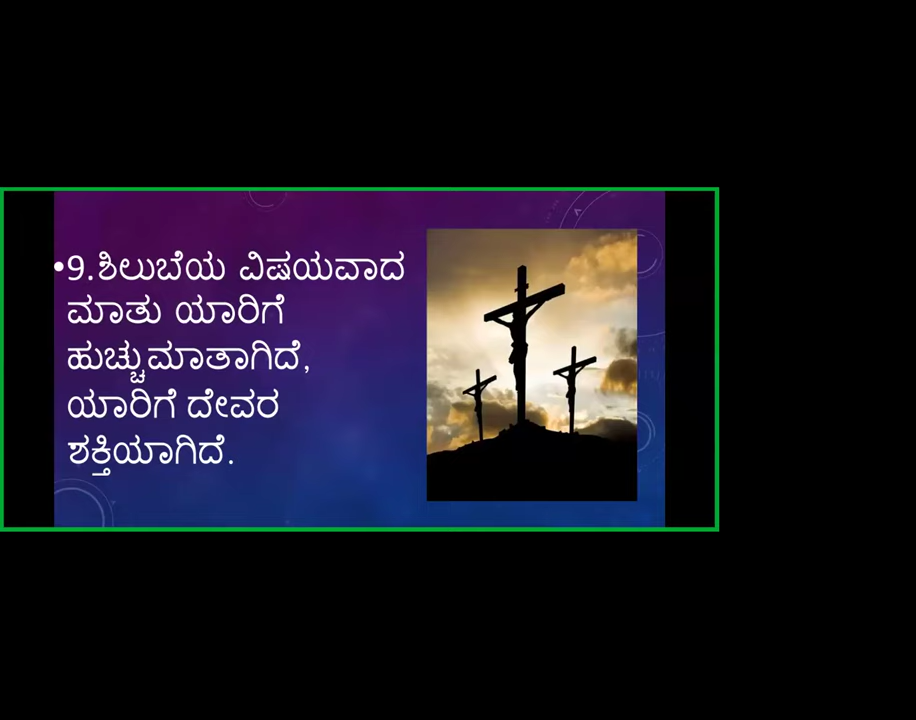 •9.ಶಿಲುಬೆಯ ವಿಷಯವಾದ
ಮಾತು ಯಾರಿಗೆ
ಹುಚ್ಚುಮಾತಾಗಿದೆ,
ಯಾರಿಗೆ ದೇವರ
ಶಕ್ತಿಯಾಗಿದೆ.